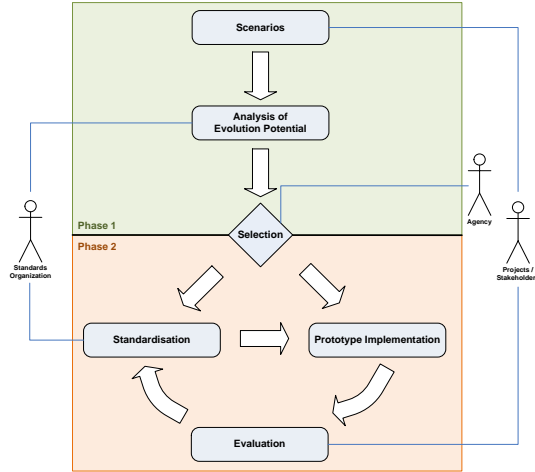 Scenarios
Analysis of
Evolution Potential
Selection
Phase 1
Phase 2
Agency
Standards
Organization
Projects /
Stakeholder
Standardisation
Prototype Implementation
Evaluation